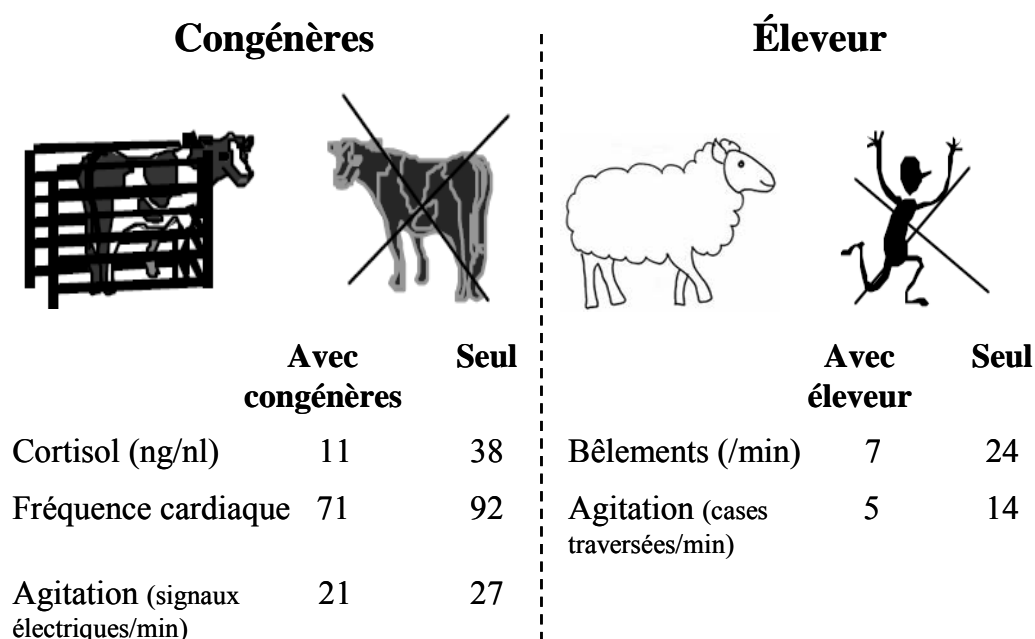 Congénères
Avec Seul
congénères
Cortisol (ng/nl) 11 38
Fréquence cardiaque 71 92
Agitation (signaux 21 27
électriques/min)
Éleveur
Avec Seul
éleveur
Bêlements (/min) 7 24
Agitation (cases 5 14
traversées/min)